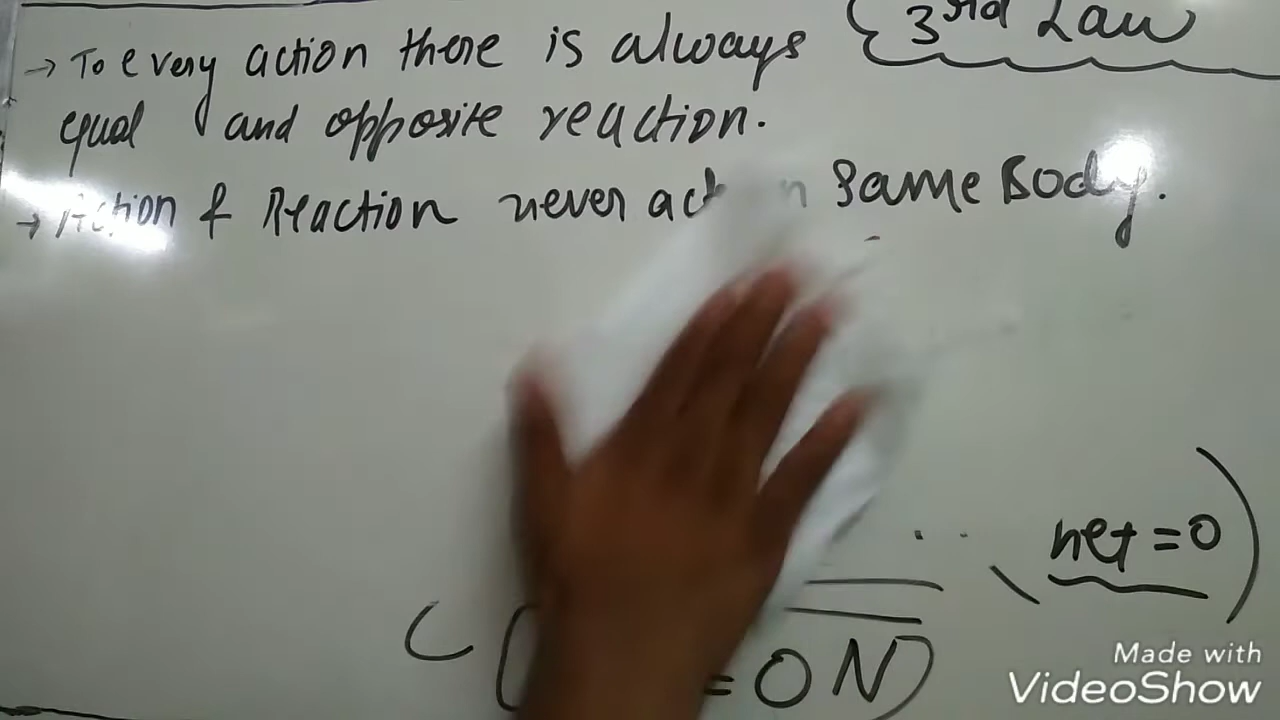 3rd Law
→ To every action there is always
equal and opposite reaction.
→ Action & Reaction never act n same Body.
net = 0
= 0 N
Made with
VideoShow